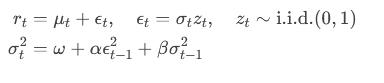 r_t = μ_t + ϵ_t,  ϵ_t = σ_t z_t,  z_t ∼ i.i.d.(0, 1)
σ_t^2 = ω + αϵ_{t−1}^2 + βσ_{t−1}^2